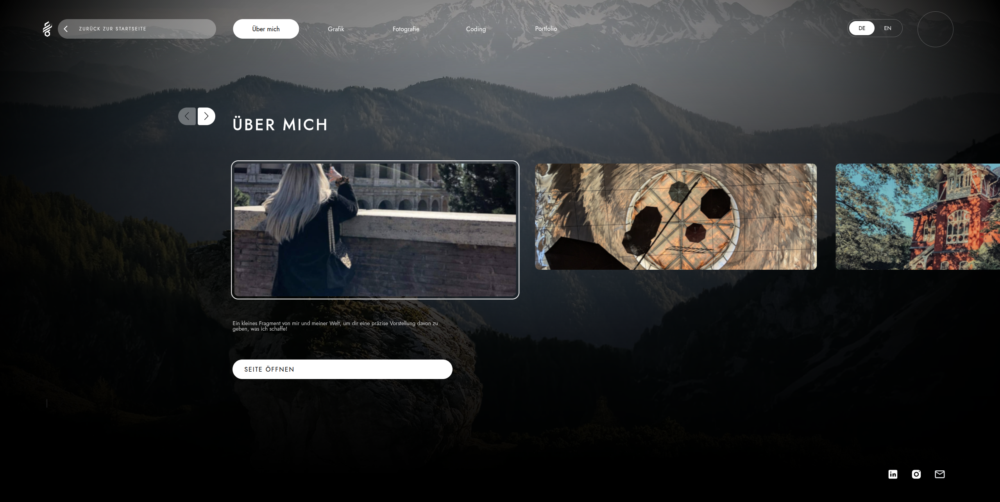 ZURÜCK ZUR STARTSEITE
Über mich
Grafik
Fotografie
Coding
Portfolio
DE
EN
ÜBER MICH
Ein kleines Fragment von mir und meiner Welt, um dir eine präzise Vorstellung davon zu
geben, was ich schaffe!
SEITE ÖFFNEN